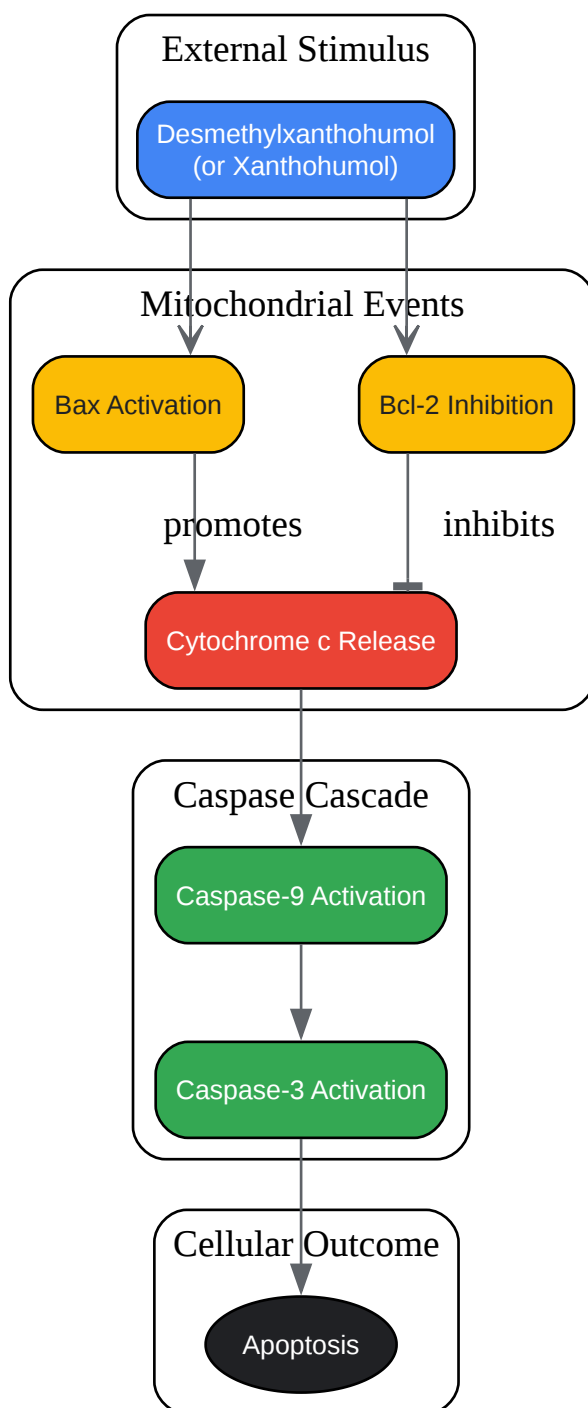 External Stimulus
Desmethylxanthohumol
(or Xanthohumol)
Mitochondrial Events
Bax Activation
Bcl-2 Inhibition
promotes
inhibits
Cytochrome c Release
Caspase Cascade
Caspase-9 Activation
Caspase-3 Activation
Cellular Outcome
Apoptosis